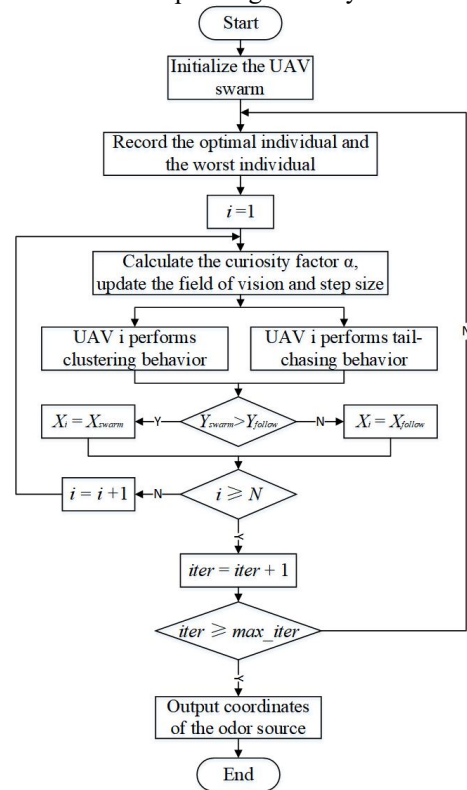 Start
Initialize the UAV
swarm
Record the optimal individual and
the worst individual
i=1
Calculate the curiosity factor α,
update the field of vision and step size
UAV i performs
clustering behavior
UAV i performs tail-
chasing behavior
Xi = Xswarm
Y
Yswarm>Yfollow
N
Xi = Xfollow
i = i +1
N
i ⩾ N
Y
iter = iter + 1
iter ⩾ max_iter
N
Y
Output coordinates
of the odor source
End